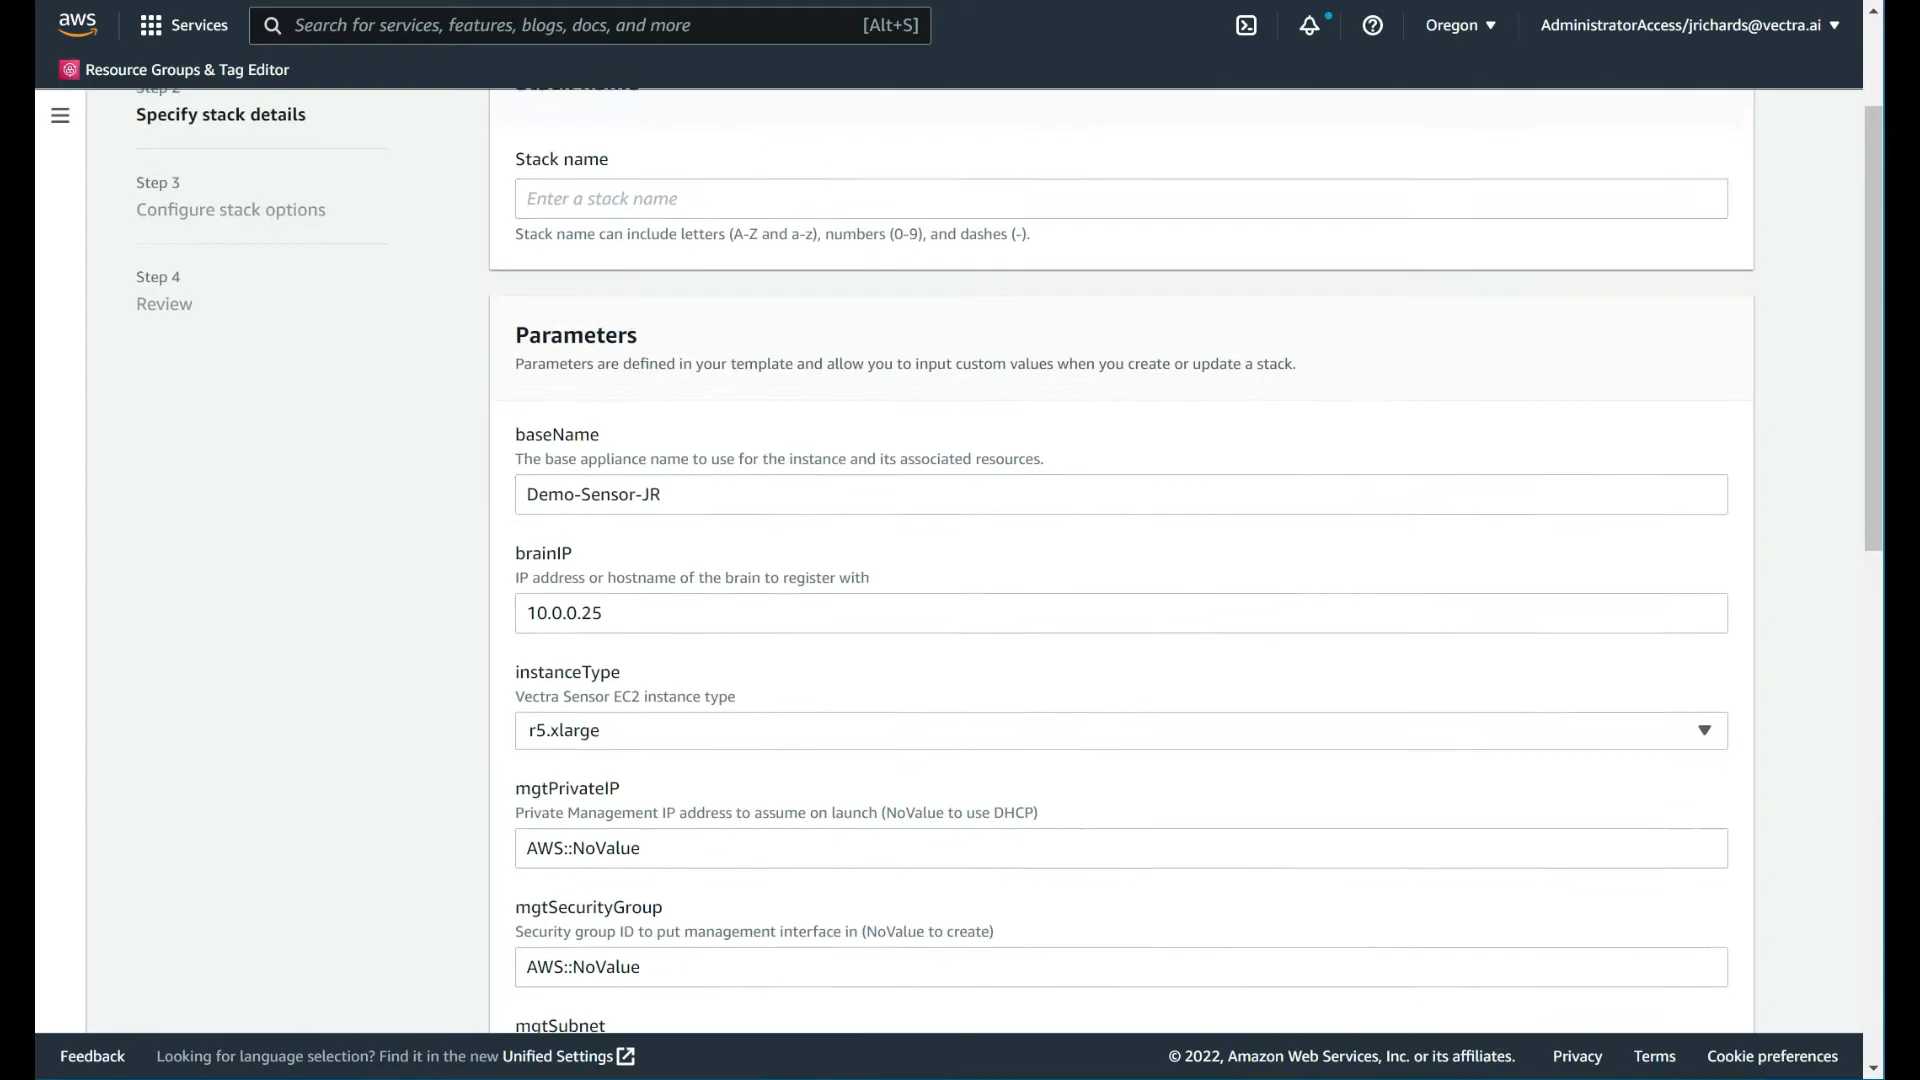 aws
Services
Search for services, features, blogs, docs, and more
[Alt+S]
Oregon
AdministratorAccess/jrichards@vectra.ai
Resource Groups & Tag Editor
Step 2
Specify stack details
Step 3
Configure stack options
Step 4
Review
Stack name
Stack name
Enter a stack name
Stack name can include letters (A-Z and a-z), numbers (0-9), and dashes (-).
Parameters
Parameters are defined in your template and allow you to input custom values when you create or update a stack.
baseName
The base appliance name to use for the instance and its associated resources.
Demo-Sensor-JR
brainIP
IP address or hostname of the brain to register with
10.0.0.25
instanceType
Vectra Sensor EC2 instance type
r5.xlarge
mgtPrivateIP
Private Management IP address to assume on launch (NoValue to use DHCP)
AWS::NoValue
mgtSecurityGroup
Security group ID to put management interface in (NoValue to create)
AWS::NoValue
mgtSubnet
Feedback
Looking for language selection? Find it in the new Unified Settings
© 2022, Amazon Web Services, Inc. or its affiliates.
Privacy
Terms
Cookie preferences